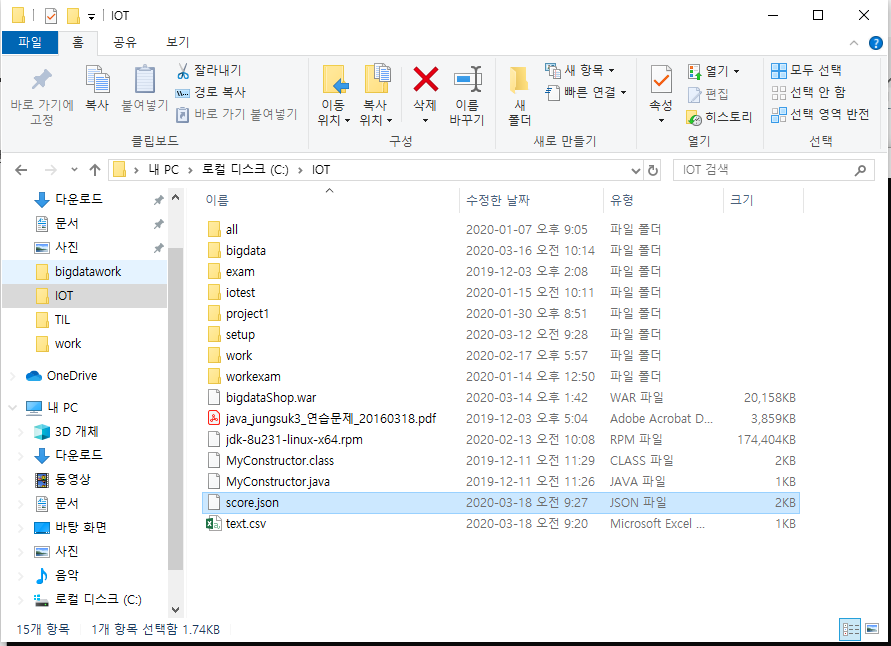 IOT
파일 홈 공유 보기
바로 가기에 고정
복사
붙여넣기
잘라내기
경로 복사
바로 가기 붙여넣기
클립보드
이동 위치
복사 위치
삭제
이름 바꾸기
구성
새 폴더
새 항목
빠른 연결
새로 만들기
속성
열기
편집
히스토리
열기
모두 선택
선택 안 함
선택 영역 반전
선택
내 PC > 로컬 디스크 (C:) > IOT
IOT 검색
다운로드
문서
사진
bigdatawork
IOT
TIL
work
OneDrive
내 PC
3D 개체
다운로드
동영상
문서
바탕 화면
사진
음악
로컬 디스크 (C:)
이름 수정한 날짜 유형 크기
all 2020-01-07 오후 9:05 파일 폴더
bigdata 2020-03-16 오전 10:14 파일 폴더
exam 2019-12-03 오후 2:08 파일 폴더
iotest 2020-01-15 오전 10:11 파일 폴더
project1 2020-01-30 오후 8:51 파일 폴더
setup 2020-03-12 오전 9:28 파일 폴더
work 2020-02-17 오후 5:57 파일 폴더
workexam 2020-01-14 오후 12:50 파일 폴더
bigdataShop.war 2020-03-14 오후 1:42 WAR 파일 20,158KB
java_jungsuk3_연습문제_20160318.pdf 2019-12-03 오후 5:04 Adobe Acrobat D... 3,859KB
jdk-8u231-linux-x64.rpm 2020-02-13 오전 10:08 RPM 파일 174,404KB
MyConstructor.class 2019-12-11 오전 11:29 CLASS 파일 2KB
MyConstructor.java 2019-12-11 오전 11:26 JAVA 파일 1KB
score.json 2020-03-18 오전 9:27 JSON 파일 2KB
text.csv 2020-03-18 오전 9:20 Microsoft Excel ... 1KB
15개 항목 1개 항목 선택함 1.74KB